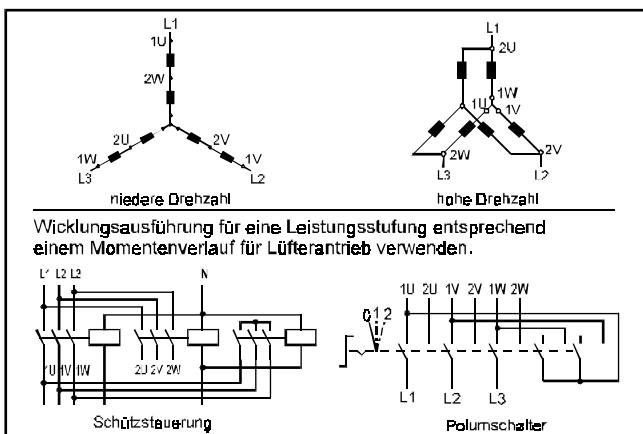 L1 L1
1U 2U
2W 1W
1U 1V
2U 2V
1W 1V 2W 2V
L3 L2 L3 L2
niedere Drehzahl hohe Drehzahl
Wicklungsausführung für eine Leistungsstufung entsprechend
einem Momentenverlauf für Lüfterantrieb verwenden.
L1 L2 L3 N 1U 2U 1V 2V 1W 2W
0 1 2
1U 1V 1W 2U 2V 2W
L1 L2 L3
Schützsteuerung Polumschalter